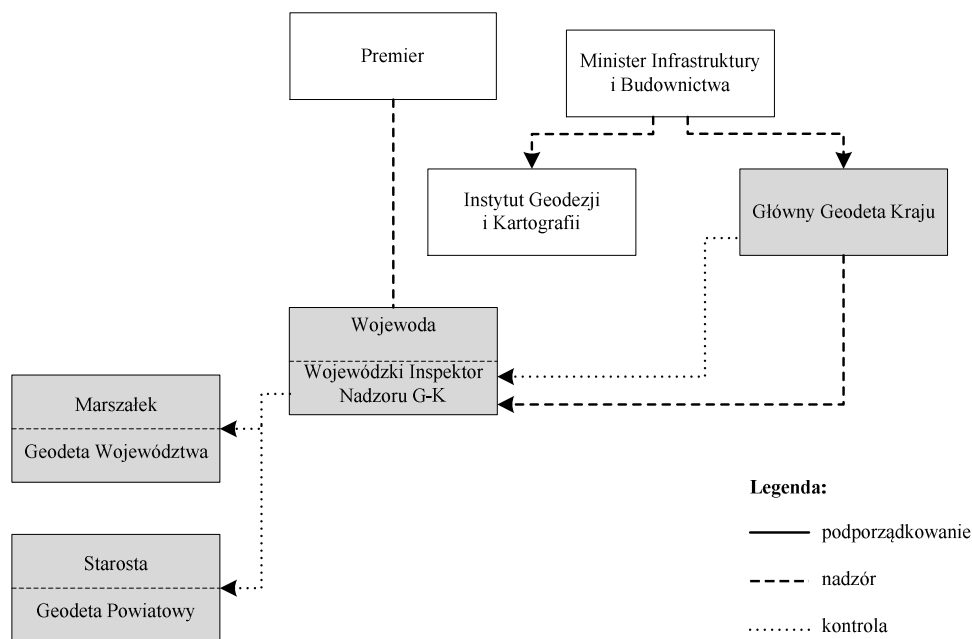 Premier
Minister Infrastruktury
i Budownictwa
Instytut Geodezji
i Kartografii
Główny Geodeta Kraju
Wojewoda
Wojewódzki Inspektor
Nadzoru G-K
Marszałek
Geodeta Województwa
Starosta
Geodeta Powiatowy
Legenda:
podporządkowanie
nadzór
kontrola